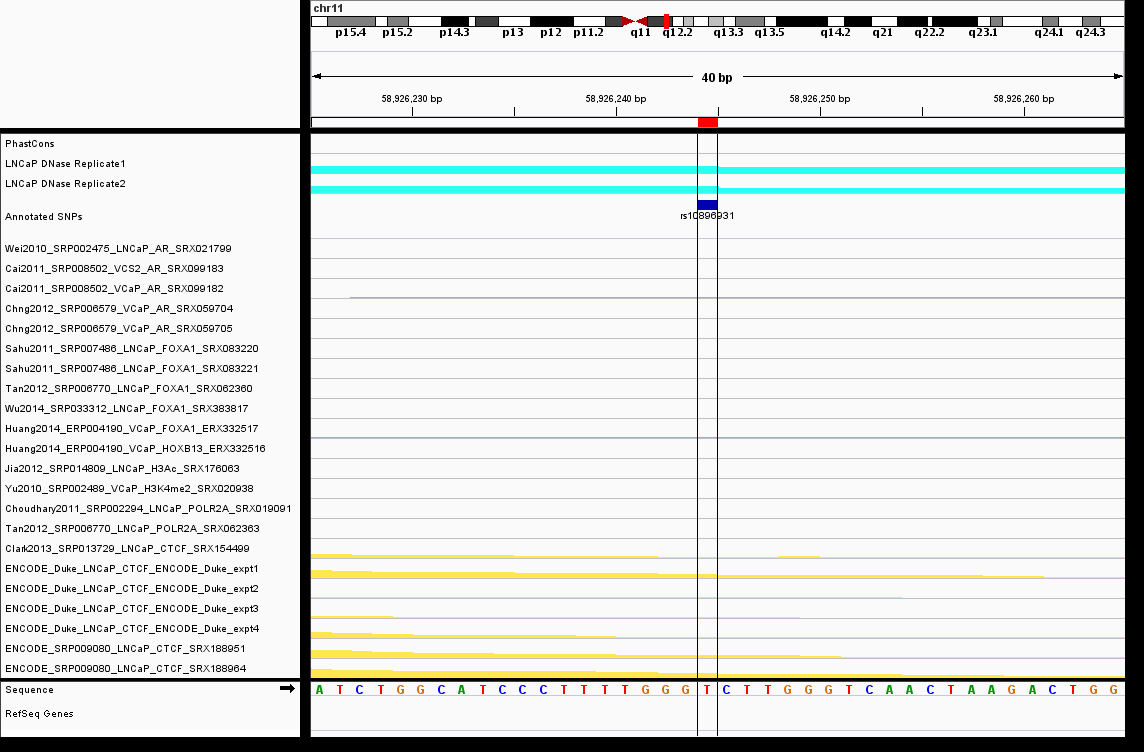 chr11
p15.4 p15.2 p14.3 p13 p12 p11.2 q11 q12.2 q13.3 q13.5 q14.2 q21 q22.2 q23.1 q24.1 q24.3
40 bp
58,926,230 bp 58,926,240 bp 58,926,250 bp 58,926,260 bp
PhastCons
LNCaP DNase Replicate1
LNCaP DNase Replicate2
Annotated SNPs
rs10896931
Wei2010_SRP002475_LNCaP_AR_SRX021799
Cai2011_SRP008502_VCS2_AR_SRX099183
Cai2011_SRP008502_VCaP_AR_SRX099182
Chng2012_SRP006579_VCaP_AR_SRX059704
Chng2012_SRP006579_VCaP_AR_SRX059705
Sahu2011_SRP007486_LNCaP_FOXA1_SRX083220
Sahu2011_SRP007486_LNCaP_FOXA1_SRX083221
Tan2012_SRP006770_LNCaP_FOXA1_SRX062360
Wu2014_SRP033312_LNCaP_FOXA1_SRX383817
Huang2014_ERP004190_VCaP_FOXA1_ERX332517
Huang2014_ERP004190_VCaP_HOXB13_ERX332516
Jia2012_SRP014809_LNCaP_H3Ac_SRX176063
Yu2010_SRP002489_VCaP_H3K4me2_SRX020938
Choudhary2011_SRP002294_LNCaP_POLR2A_SRX019091
Tan2012_SRP006770_LNCaP_POLR2A_SRX062363
Clark2013_SRP013729_LNCaP_CTCF_SRX154499
ENCODE_Duke_LNCaP_CTCF_ENCODE_Duke_expt1
ENCODE_Duke_LNCaP_CTCF_ENCODE_Duke_expt2
ENCODE_Duke_LNCaP_CTCF_ENCODE_Duke_expt3
ENCODE_Duke_LNCaP_CTCF_ENCODE_Duke_expt4
ENCODE_SRP009080_LNCaP_CTCF_SRX188951
ENCODE_SRP009080_LNCaP_CTCF_SRX188964
Sequence A T C T G G C A T C C C T T T T G G G T C T T G G G T C A A C T A A G A C T G G
RefSeq Genes